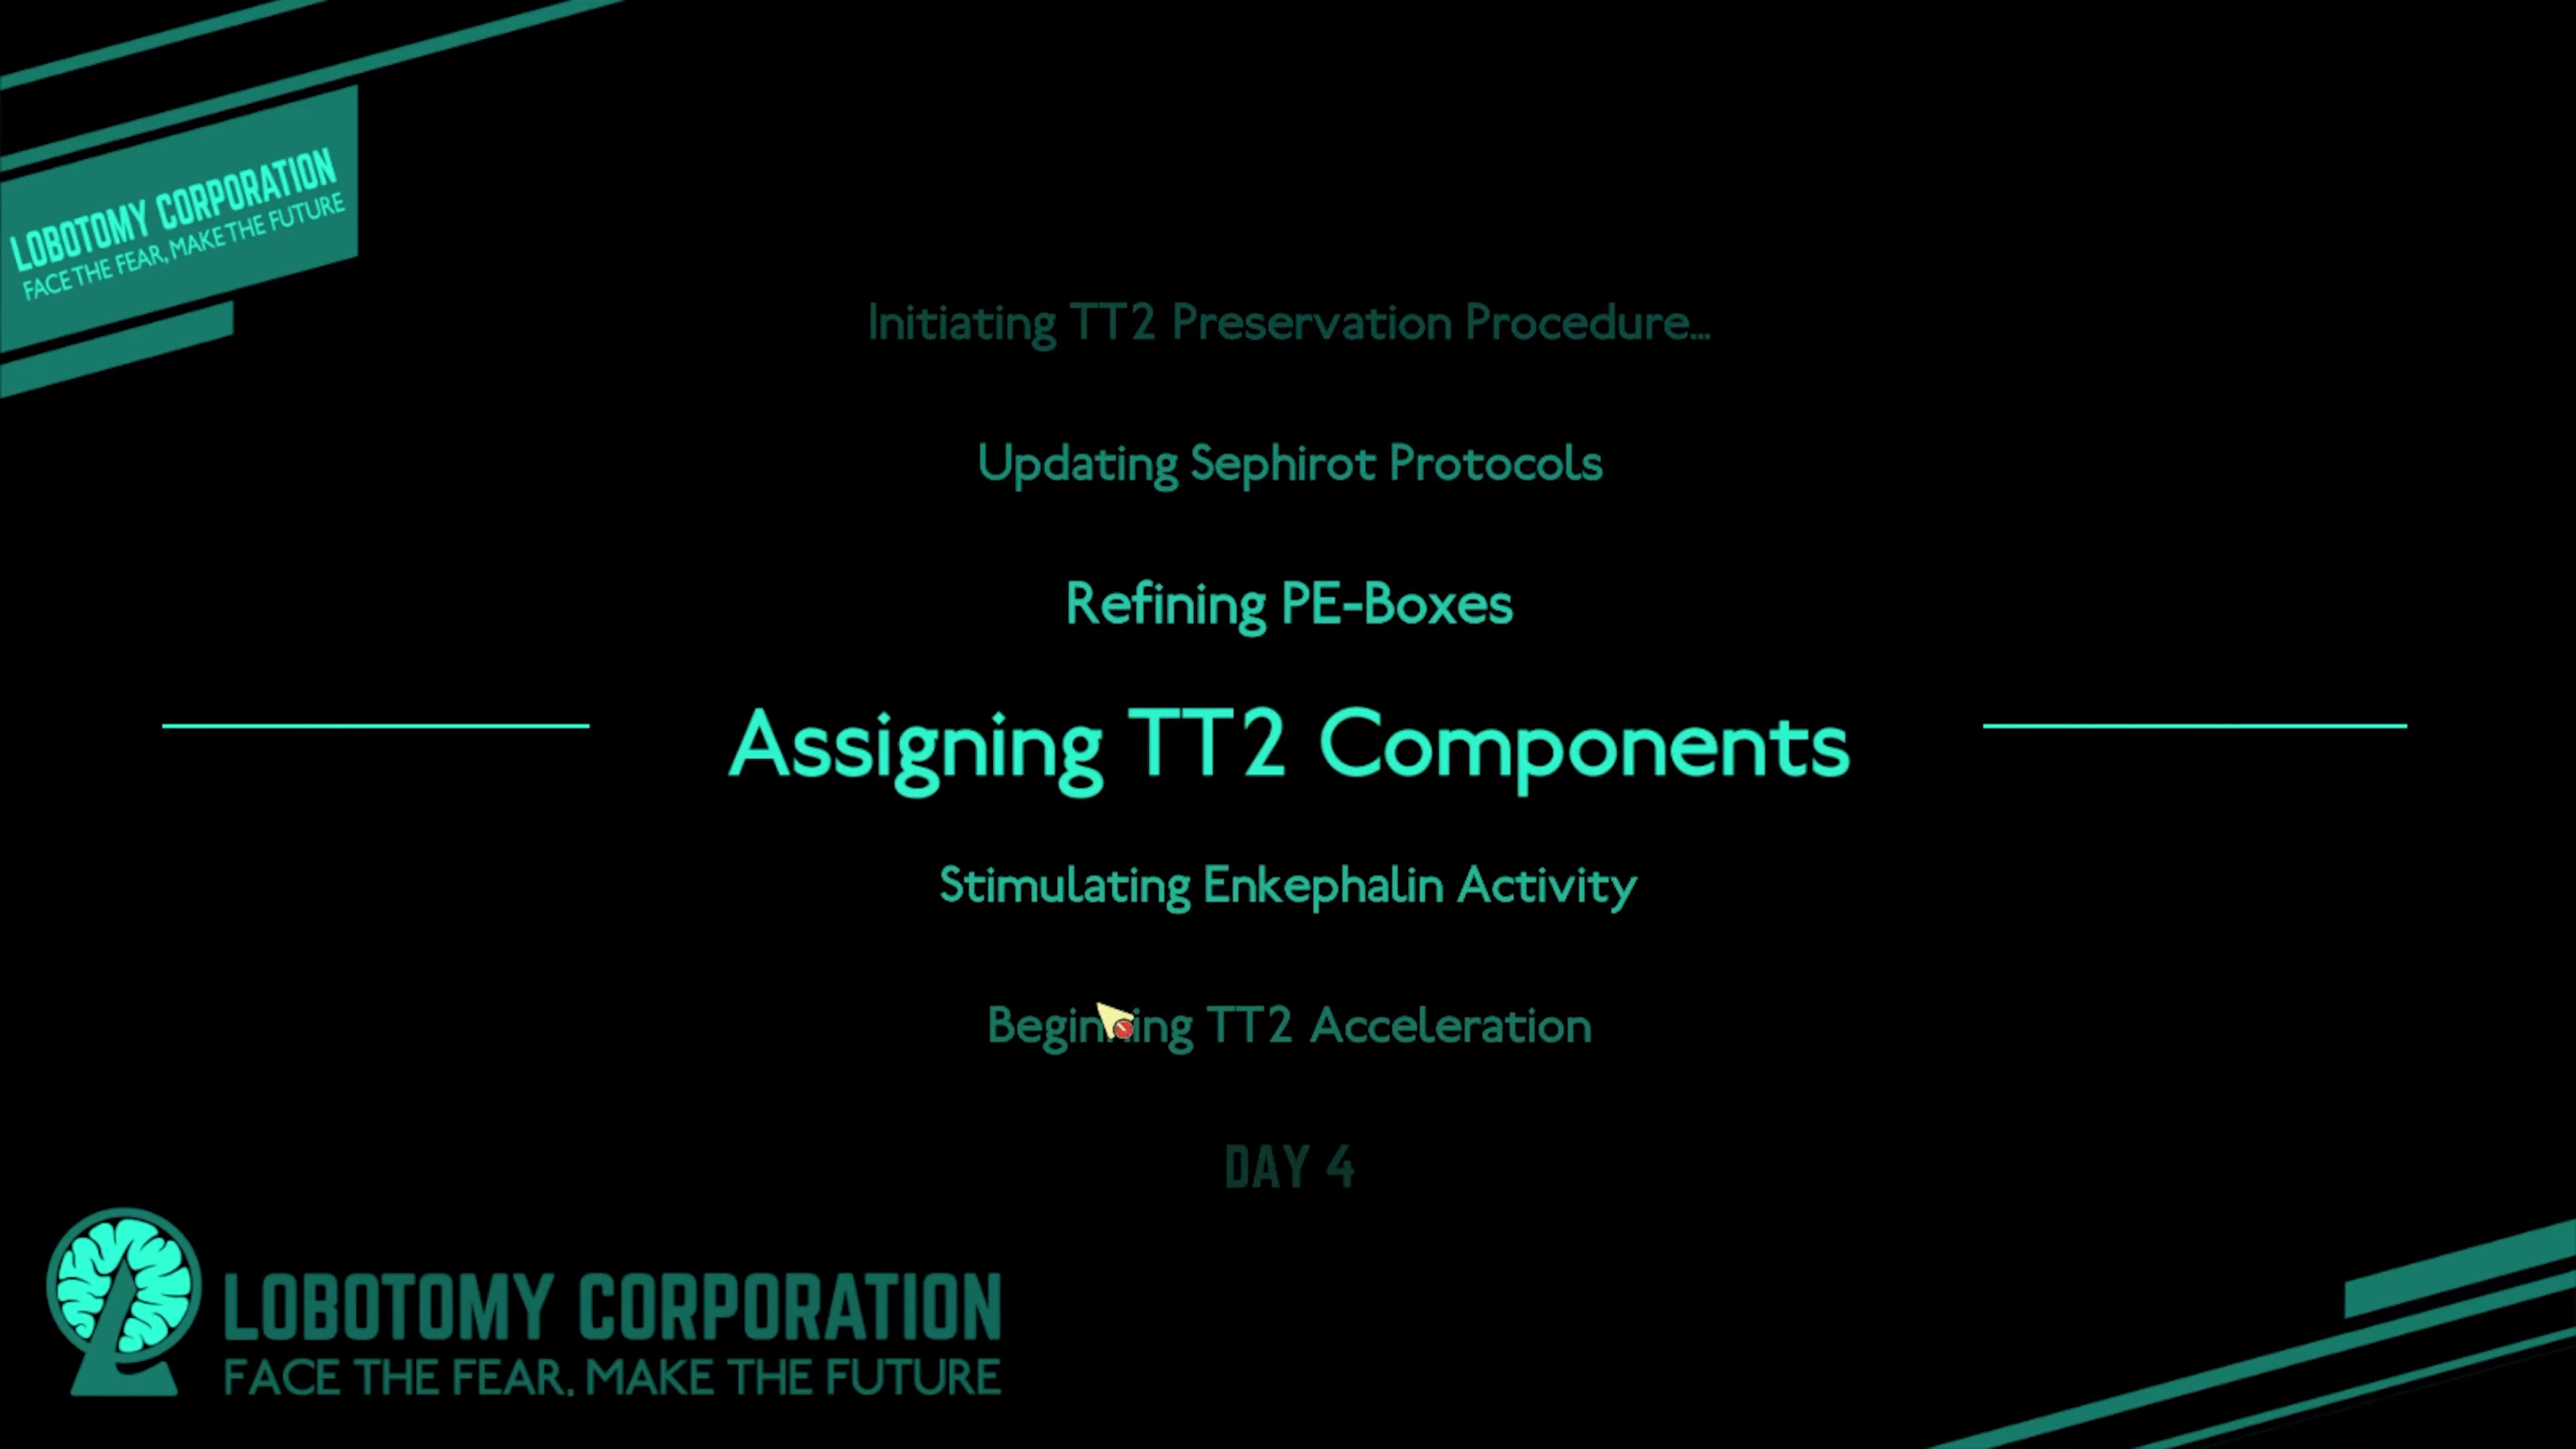 LOBOTOMY CORPORATION
FACE THE FEAR, MAKE THE FUTURE
Initiating TT2 Preservation Procedure...
Updating Sephirot Protocols
Refining PE-Boxes
Assigning TT2 Components
Stimulating Enkephalin Activity
Beginning TT2 Acceleration
DAY 4
LOBOTOMY CORPORATION
FACE THE FEAR, MAKE THE FUTURE